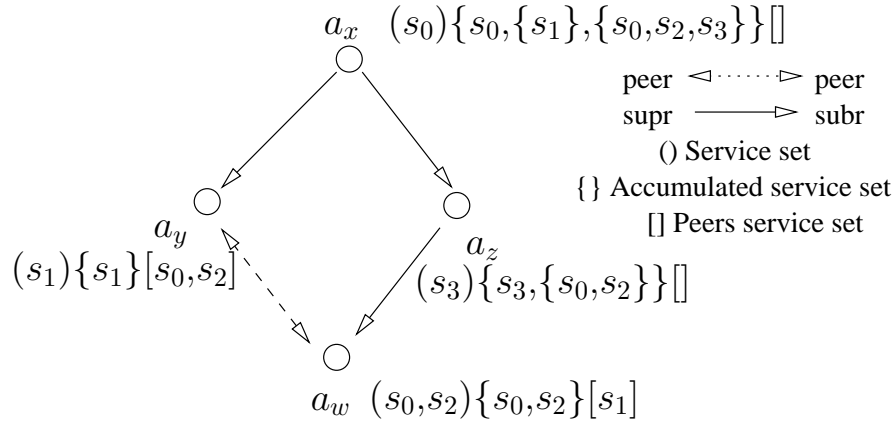 a_x (s_0){s_0,{s_1},{s_0,s_2,s_3}}[]
peer peer
supr subr
() Service set
{} Accumulated service set
[] Peers service set
a_y
(s_1){s_1}[s_0,s_2]
a_z
(s_3){s_3,{s_0,s_2}}[]
a_w (s_0,s_2){s_0,s_2}[s_1]